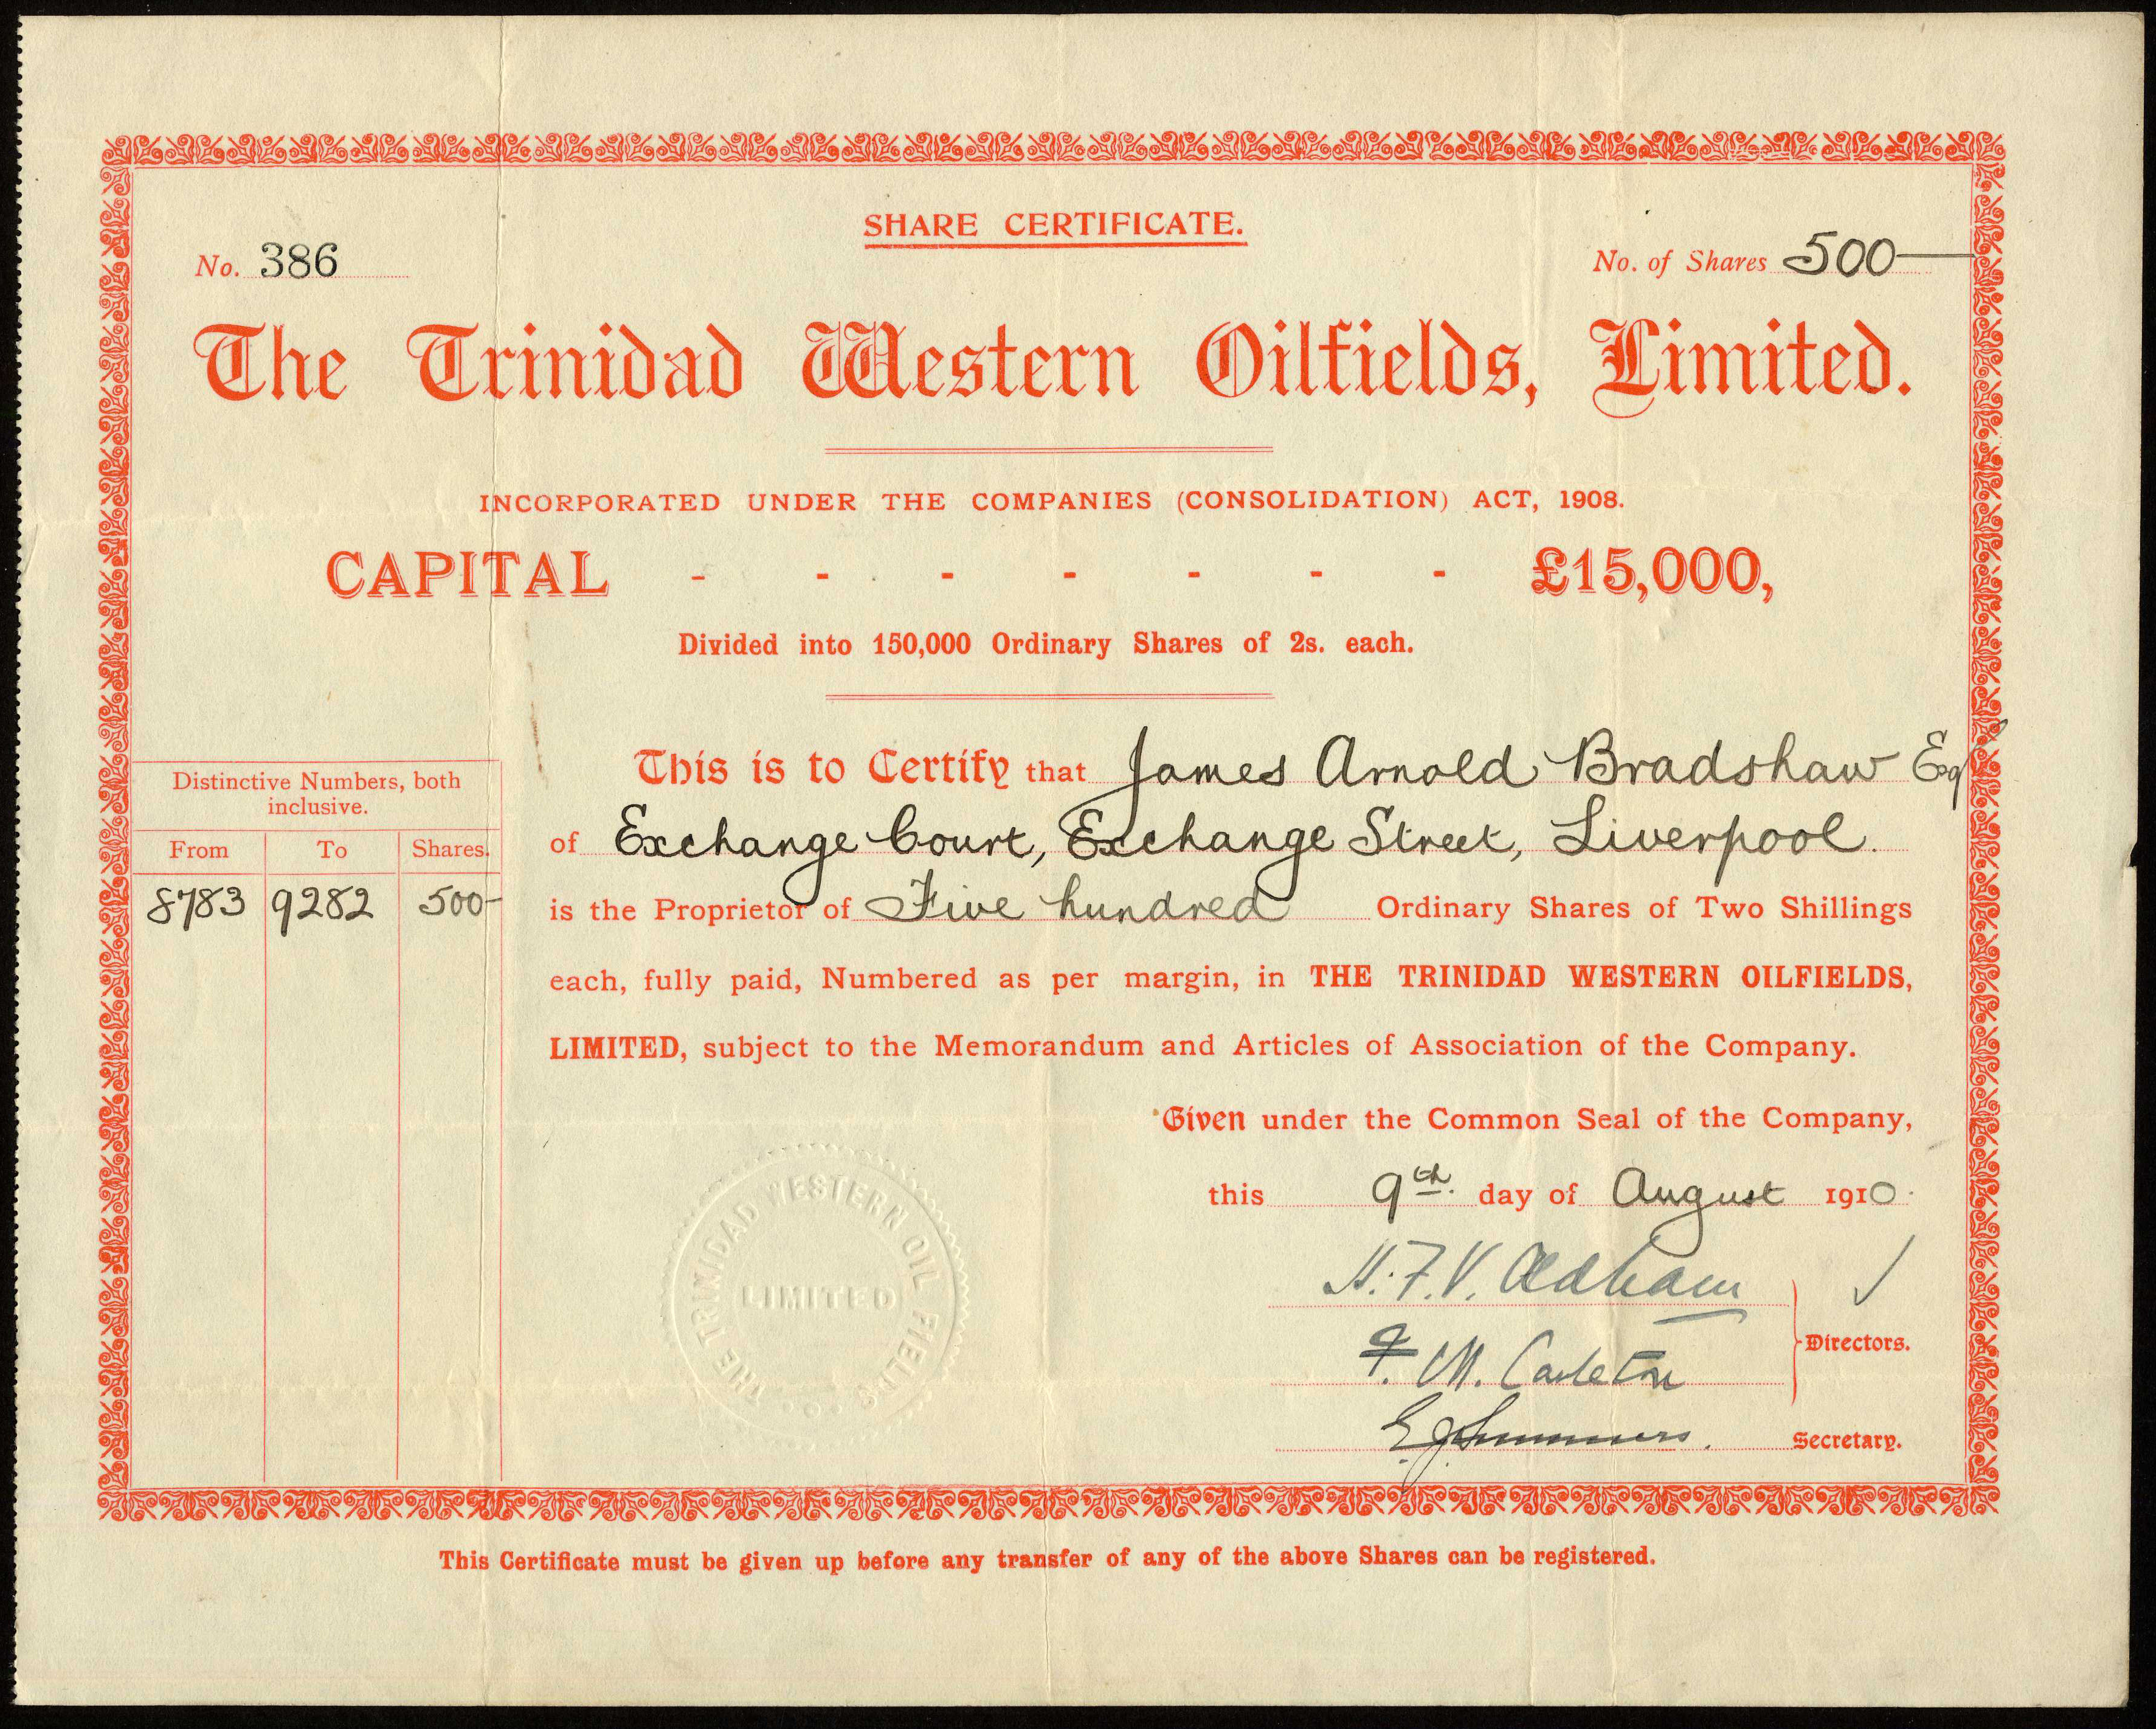 SHARE CERTIFICATE.
No. 386
No. of Shares 500
The Trinidad Western Oilfields, Limited.
INCORPORATED UNDER THE COMPANIES (CONSOLIDATION) ACT, 1908.
CAPITAL - - - - - - - £15,000,
Divided into 150,000 Ordinary Shares of 2s. each.
Distinctive Numbers, both
inclusive.
From To Shares.
8783 9282 500
This is to Certify that James Arnold Bradshaw Esq
of Exchange Court, Exchange Street, Liverpool.
is the Proprietor of Five hundred Ordinary Shares of Two Shillings
each, fully paid, Numbered as per margin, in THE TRINIDAD WESTERN OILFIELDS,
LIMITED, subject to the Memorandum and Articles of Association of the Company.
Given under the Common Seal of the Company,
this 9th. day of August 1910.
THE TRINIDAD WESTERN OIL FIELDS
LIMITED
H. F. V. Oldham
F. M. Carleton
Directors.
E. J. Summers. Secretary.
This Certificate must be given up before any transfer of any of the above Shares can be registered.